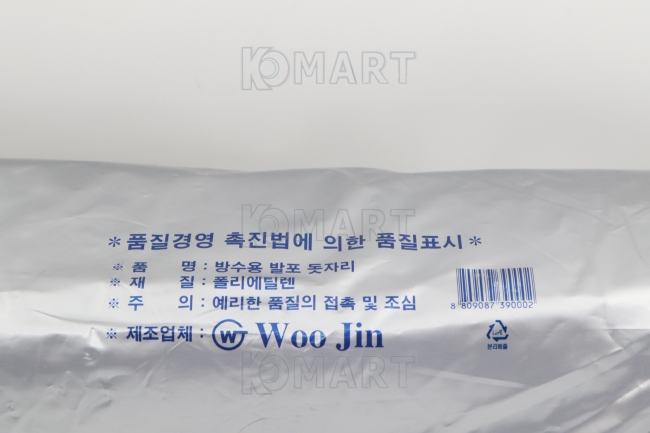 KOMART
KOMART
＊품질경영 촉진법에 의한 품질표시＊
※ 품 명 : 방수용 발포 돗자리
※ 재 질 : 폴리에틸렌
※ 주 의 : 예리한 품질의 접촉 및 조심
※ 제조업체 : W Woo Jin
8 809087 390002
분리배출
KOMART